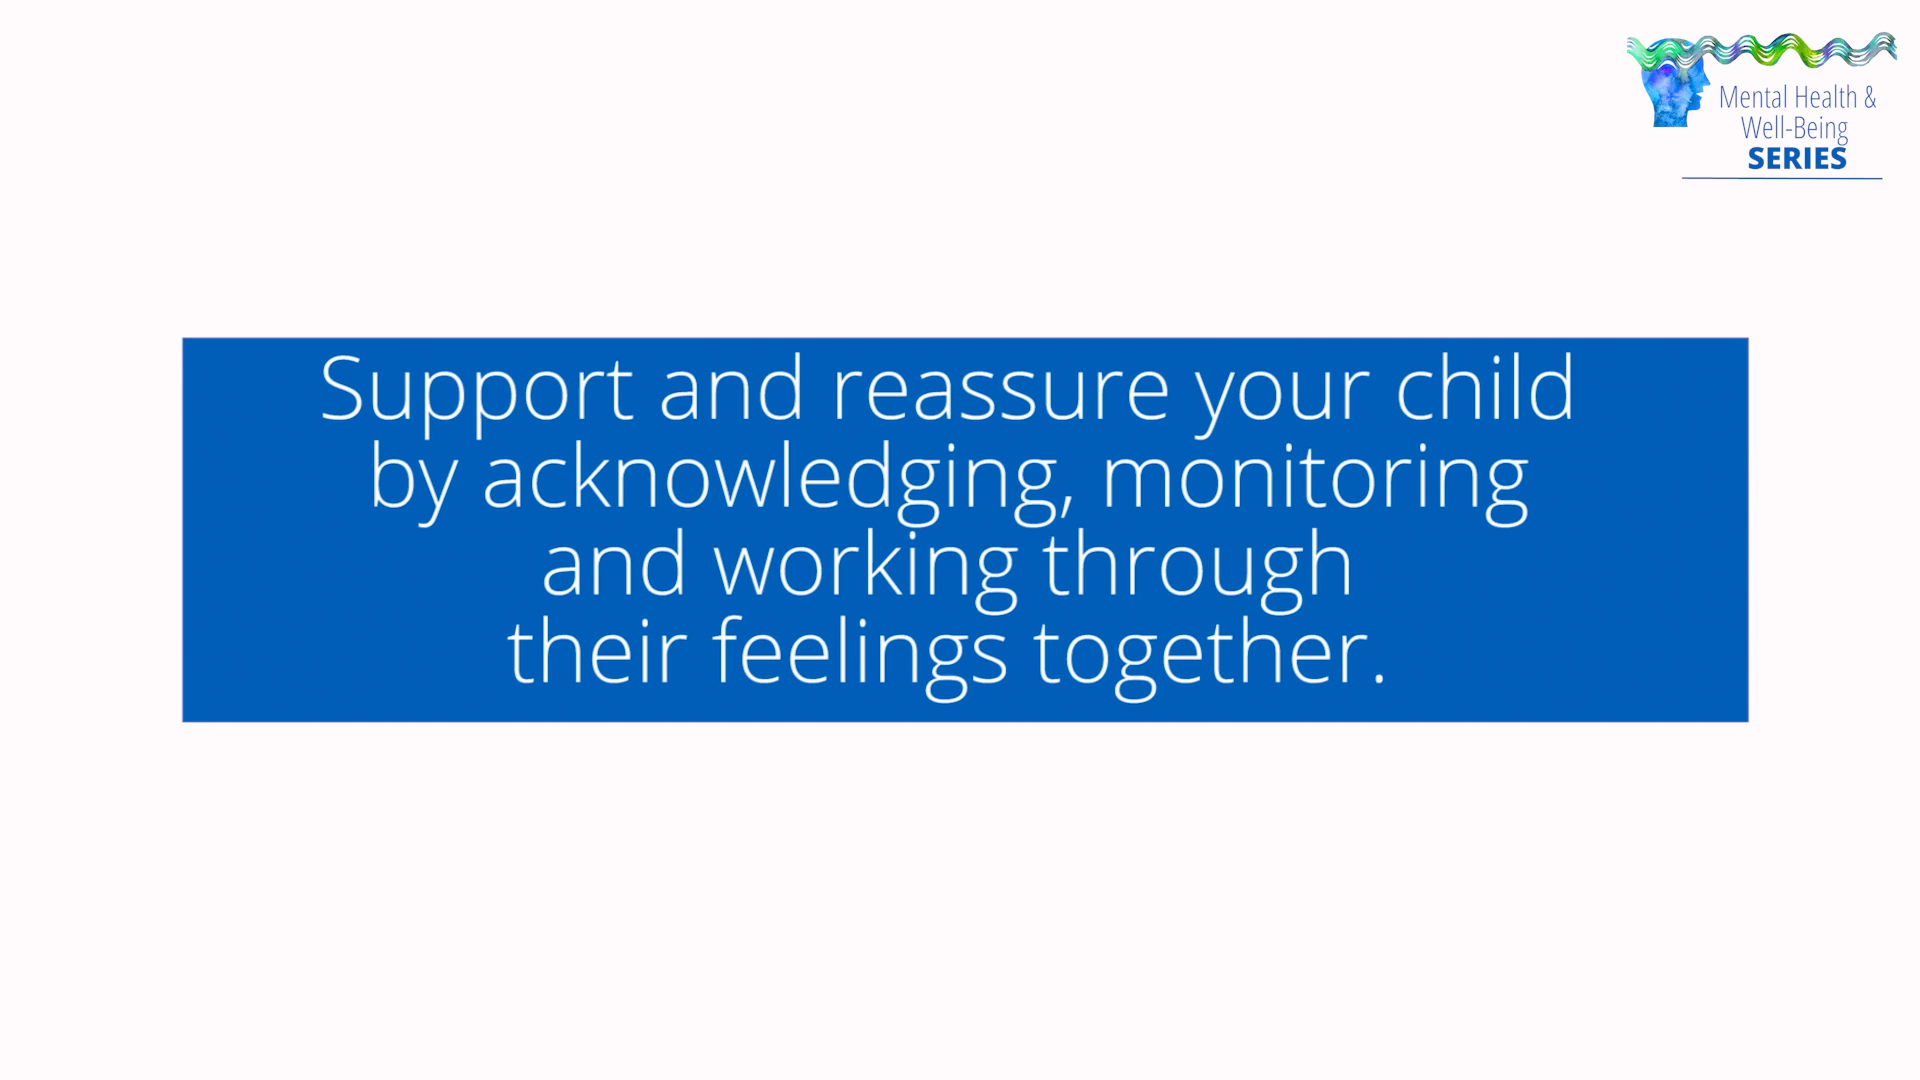 Mental Health &
Well-Being
SERIES
Support and reassure your child
by acknowledging, monitoring
and working through
their feelings together.